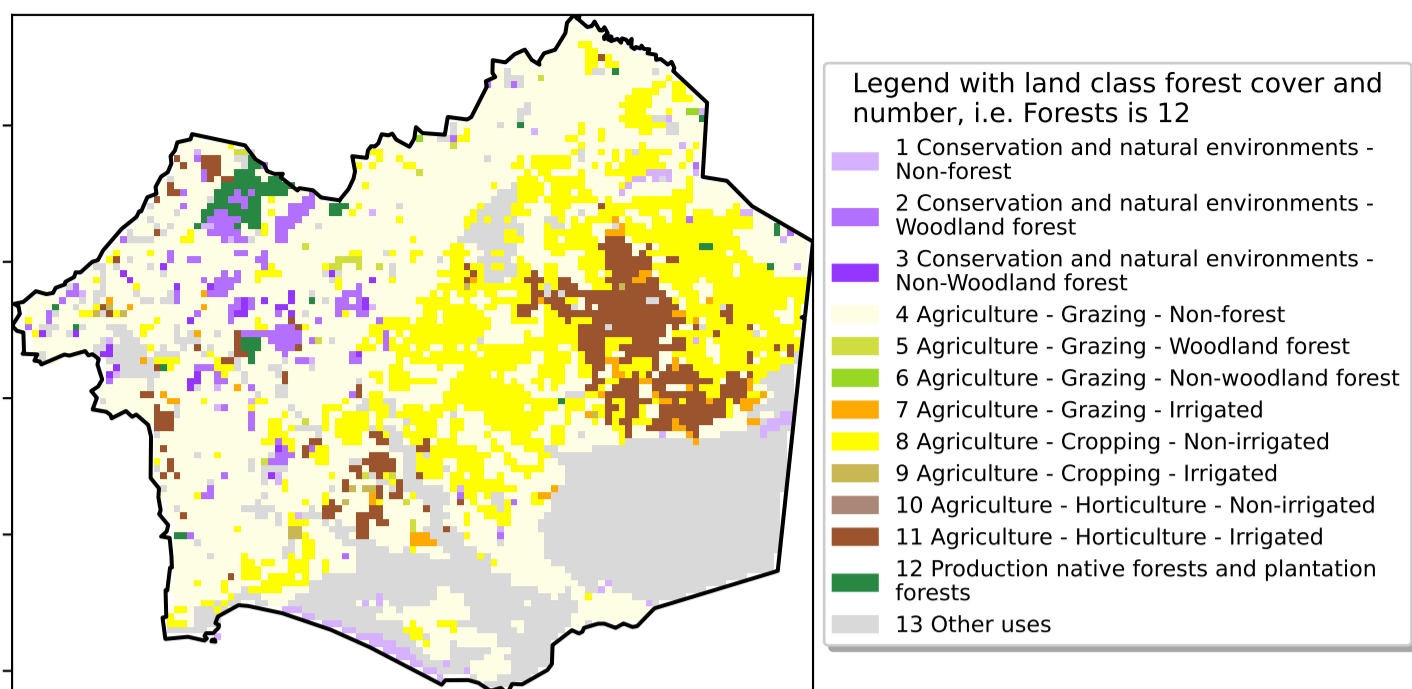 Legend with land class forest cover and
number, i.e. Forests is 12
1 Conservation and natural environments -
Non-forest
2 Conservation and natural environments -
Woodland forest
3 Conservation and natural environments -
Non-Woodland forest
4 Agriculture - Grazing - Non-forest
5 Agriculture - Grazing - Woodland forest
6 Agriculture - Grazing - Non-woodland forest
7 Agriculture - Grazing - Irrigated
8 Agriculture - Cropping - Non-irrigated
9 Agriculture - Cropping - Irrigated
10 Agriculture - Horticulture - Non-irrigated
11 Agriculture - Horticulture - Irrigated
12 Production native forests and plantation
forests
13 Other uses